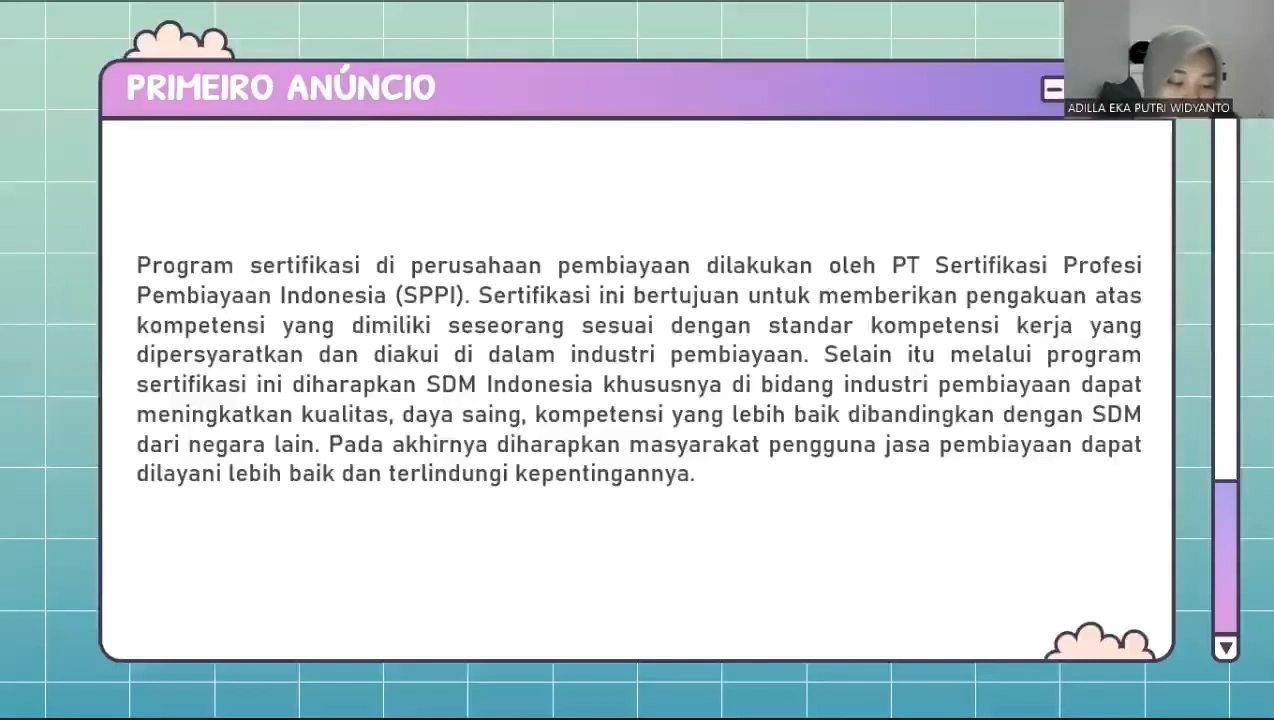 PRIMEIRO ANÚNCIO
ADILLA EKA PUTRI WIDYANTO
Program sertifikasi di perusahaan pembiayaan dilakukan oleh PT Sertifikasi Profesi
Pembiayaan Indonesia (SPPI). Sertifikasi ini bertujuan untuk memberikan pengakuan atas
kompetensi yang dimiliki seseorang sesuai dengan standar kompetensi kerja yang
dipersyaratkan dan diakui di dalam industri pembiayaan. Selain itu melalui program
sertifikasi ini diharapkan SDM Indonesia khususnya di bidang industri pembiayaan dapat
meningkatkan kualitas, daya saing, kompetensi yang lebih baik dibandingkan dengan SDM
dari negara lain. Pada akhirnya diharapkan masyarakat pengguna jasa pembiayaan dapat
dilayani lebih baik dan terlindungi kepentingannya.